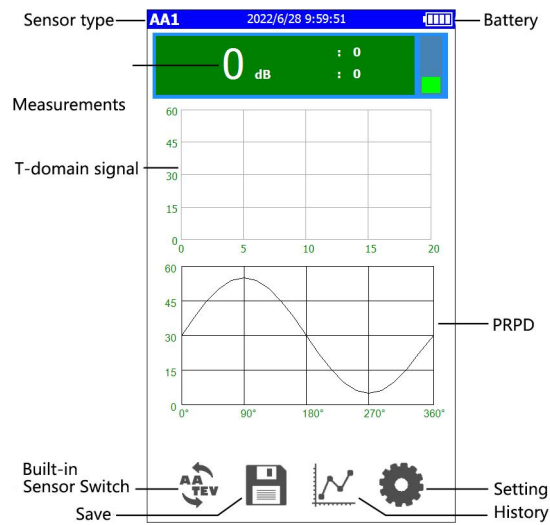 Sensor type
AA1
2022/6/28 9:59:51
Battery
0 dB
: 0
: 0
Measurements
T-domain signal
60
45
30
15
0
0 5 10 15 20
60
45
30
15
0
0° 90° 180° 270° 360°
PRPD
Built-in
Sensor Switch
AA
TEV
Save
Setting
History